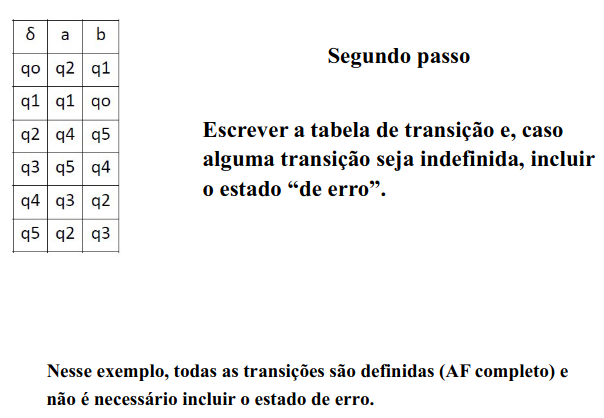 δ a b
qo q2 q1
q1 q1 qo
q2 q4 q5
q3 q5 q4
q4 q3 q2
q5 q2 q3
Segundo passo
Escrever a tabela de transição e, caso
alguma transição seja indefinida, incluir
o estado “de erro”.
Nesse exemplo, todas as transições são definidas (AF completo) e
não é necessário incluir o estado de erro.